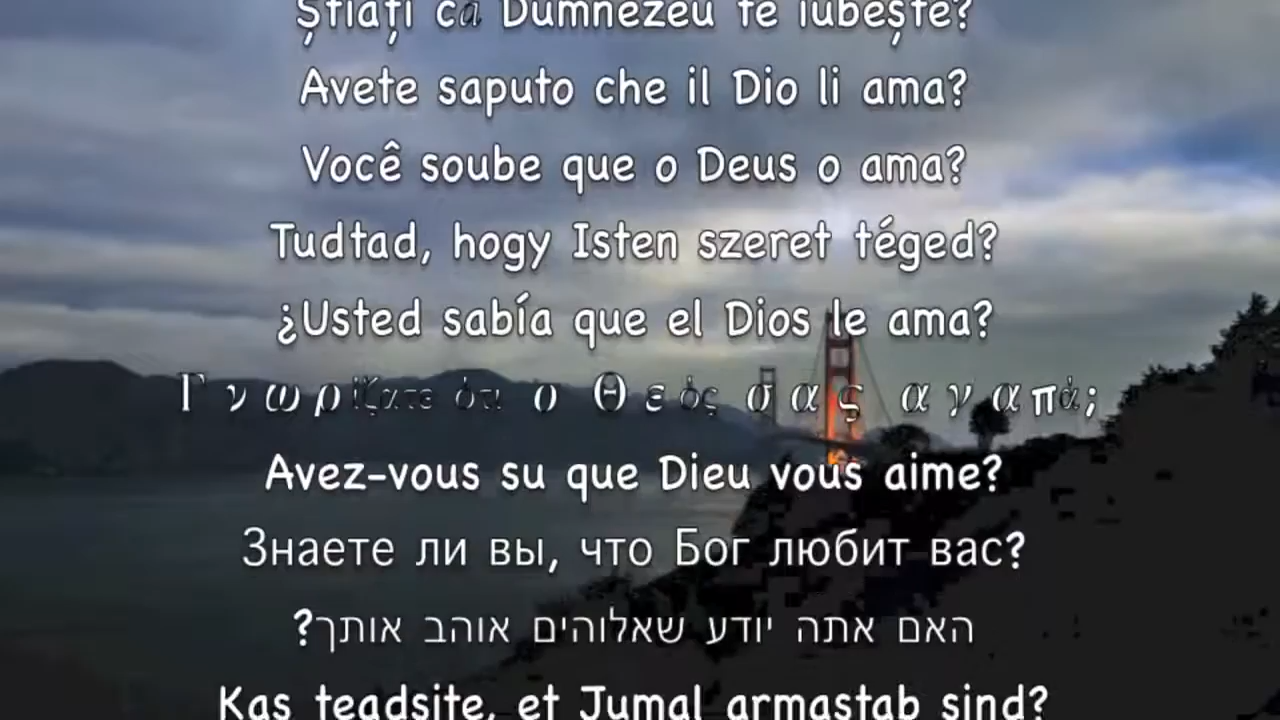 Știați că Dumnezeu te iubește?
Avete saputo che il Dio li ama?
Você soube que o Deus o ama?
Tudtad, hogy Isten szeret téged?
¿Usted sabía que el Dios le ama?
Γνωρίζατε ότι ο Θεός σας αγαπά;
Avez-vous su que Dieu vous aime?
Знаете ли вы, что Бог любит вас?
האם אתה יודע שאלוהים אוהב אותך?
Kas teadsite, et Jumal armastab sind?